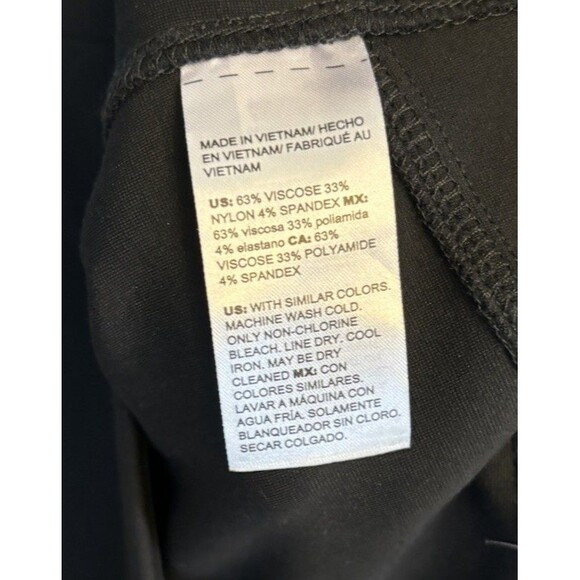 MADE IN VIETNAM/ HECHO
EN VIETNAM/ FABRIQUÉ AU
VIETNAM
US: 63% VISCOSE 33%
NYLON 4% SPANDEX MX:
63% viscosa 33% poliamida
4% elastano CA: 63%
VISCOSE 33% POLYAMIDE
4% SPANDEX
US: WITH SIMILAR COLORS.
MACHINE WASH COLD.
ONLY NON-CHLORINE
BLEACH. LINE DRY. COOL
IRON. MAY BE DRY
CLEANED MX: CON
COLORES SIMILARES.
LAVAR A MÁQUINA CON
AGUA FRÍA. SOLAMENTE
BLANQUEADOR SIN CLORO.
SECAR COLGADO.